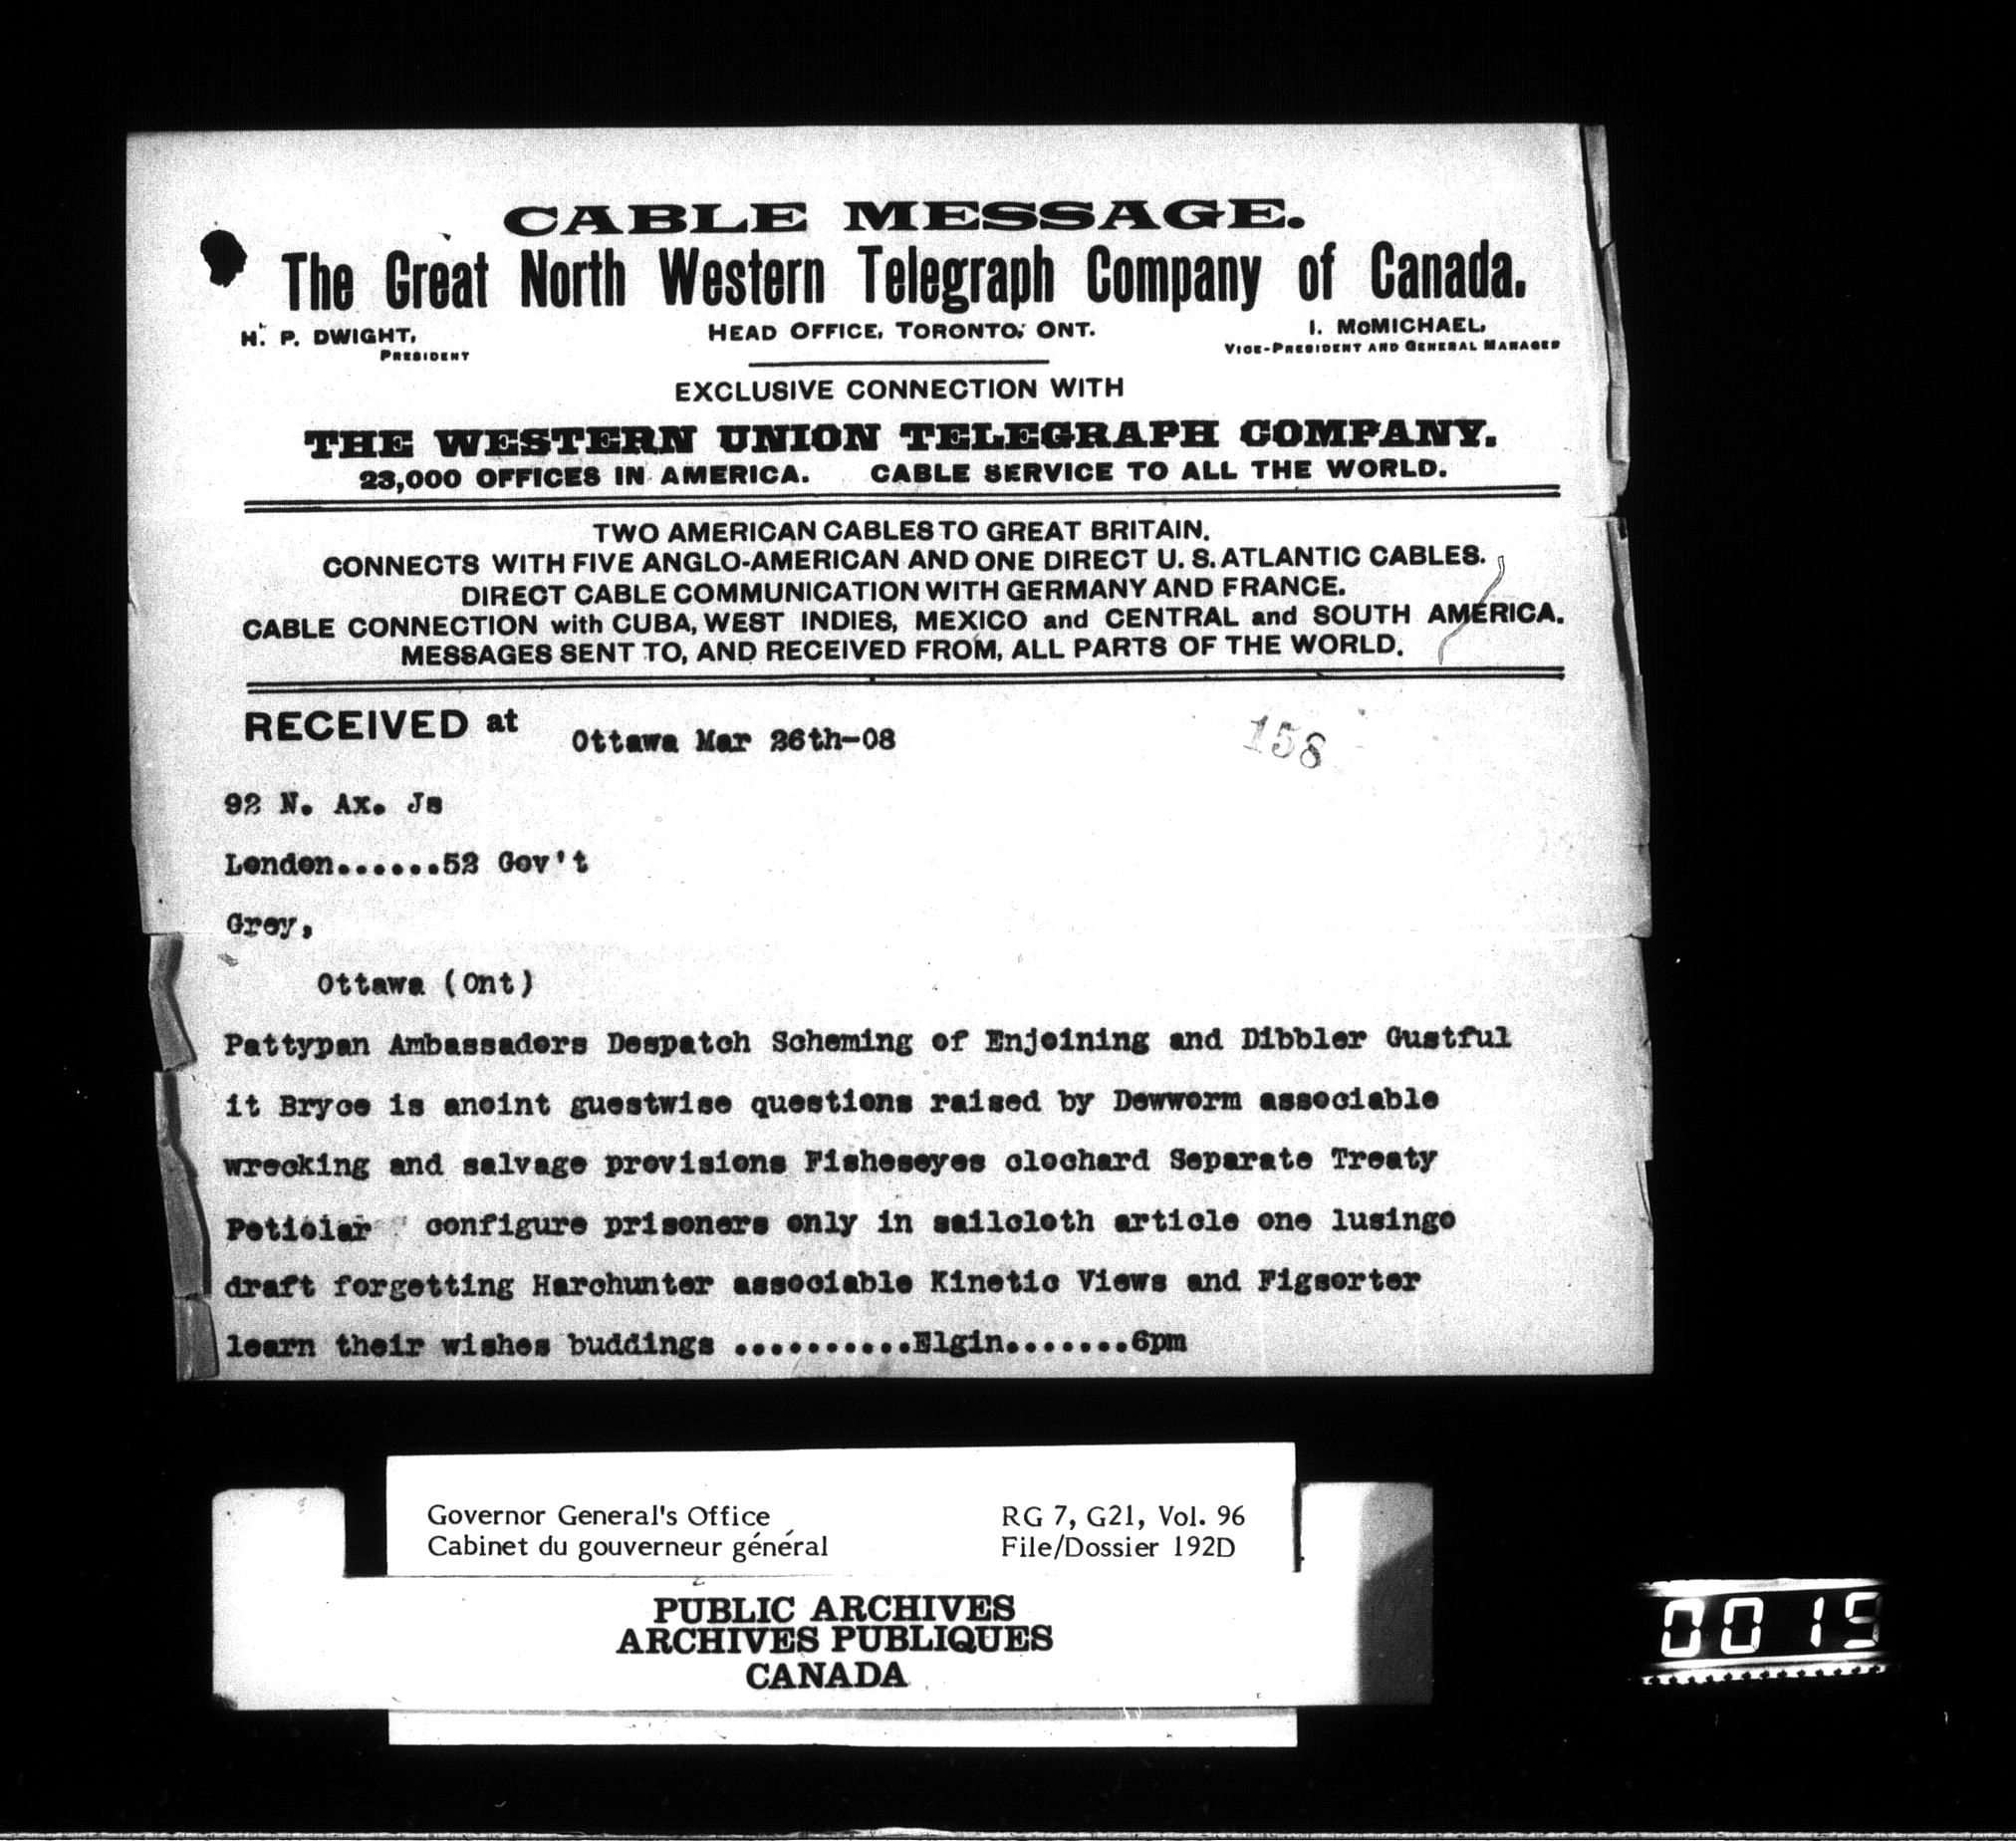 CABLE MESSAGE.
The Great North Western Telegraph Company of Canada.
H. P. DWIGHT,
PRESIDENT
HEAD OFFICE, TORONTO, ONT.
I. McMICHAEL,
VICE-PRESIDENT AND GENERAL MANAGER
EXCLUSIVE CONNECTION WITH
THE WESTERN UNION TELEGRAPH COMPANY.
23,000 OFFICES IN AMERICA. CABLE SERVICE TO ALL THE WORLD.
TWO AMERICAN CABLES TO GREAT BRITAIN.
CONNECTS WITH FIVE ANGLO-AMERICAN AND ONE DIRECT U. S. ATLANTIC CABLES.
DIRECT CABLE COMMUNICATION WITH GERMANY AND FRANCE.
CABLE CONNECTION with CUBA, WEST INDIES, MEXICO and CENTRAL and SOUTH AMERICA.
MESSAGES SENT TO, AND RECEIVED FROM, ALL PARTS OF THE WORLD.
RECEIVED at Ottawa Mar 26th-08
158
92 N. Ax. Js
London......52 Gov't
Grey,
Ottawa (Ont)
Pattypan Ambassadors Despatch Scheming of Enjoining and Dibbler Gustful
it Bryce is anoint guestwise questions raised by Dewworm associable
wrecking and salvage provisions Fisheseyes clochard Separate Treaty
Petiolar configure prisoners only in sailcloth article one lusingo
draft forgetting Harohunter associable Kinetic Views and Figsorter
learn their wishes buddings ..........Elgin.......6pm
Governor General's Office
Cabinet du gouverneur général
RG 7, G21, Vol. 96
File/Dossier 192D
PUBLIC ARCHIVES
ARCHIVES PUBLIQUES
CANADA
0015